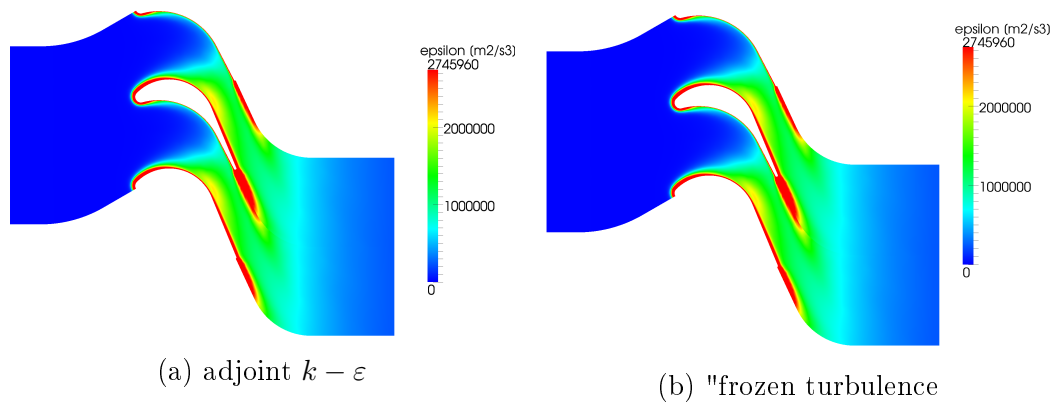 epsilon (m2/s3)
2745960
2000000
1000000
0
epsilon (m2/s3)
2745960
2000000
1000000
0
(a) adjoint k − ε
(b) "frozen turbulence